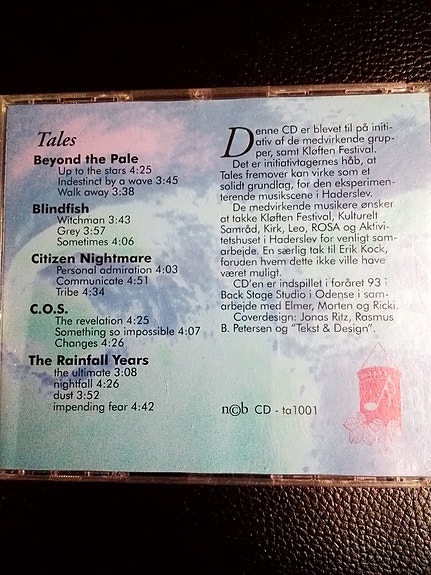 Tales
Beyond the Pale
Up to the stars 4:25
Indestinct by a wave 3:45
Walk away 3:38
Blindfish
Witchman 3:43
Grey 3:57
Sometimes 4:06
Citizen Nightmare
Personal admiration 4:03
Communicate 4:51
Tribe 4:34
C.O.S.
The revelation 4:25
Something so impossible 4:07
Changes 4:26
The Rainfall Years
the ultimate 3:08
nightfall 4:26
dust 3:52
impending fear 4:42
Denne CD er blevet til på initi-
ativ af de medvirkende grup-
per, samt Kløften Festival.
Det er initiativtagernes håb, at
Tales fremover kan virke som et
solidt grundlag, for den eksperimen-
terende musikscene i Haderslev.
De medvirkende musikere ønsker
at takke Kløften Festival, Kulturelt
Samråd, Kirk, Leo, ROSA og Aktivi-
tetshuset i Haderslev for venligt sam-
arbejde. En særlig tak til Erik Kock,
foruden hvem dette ikke ville have
været muligt.
CD'en er indspillet i foråret 93 i
Back Stage Studio i Odense i sam-
arbejde med Elmer, Morten og Ricki.
Coverdesign: Jonas Ritz, Rasmus
B. Petersen og "Tekst & Design".
n©b CD - ta1001